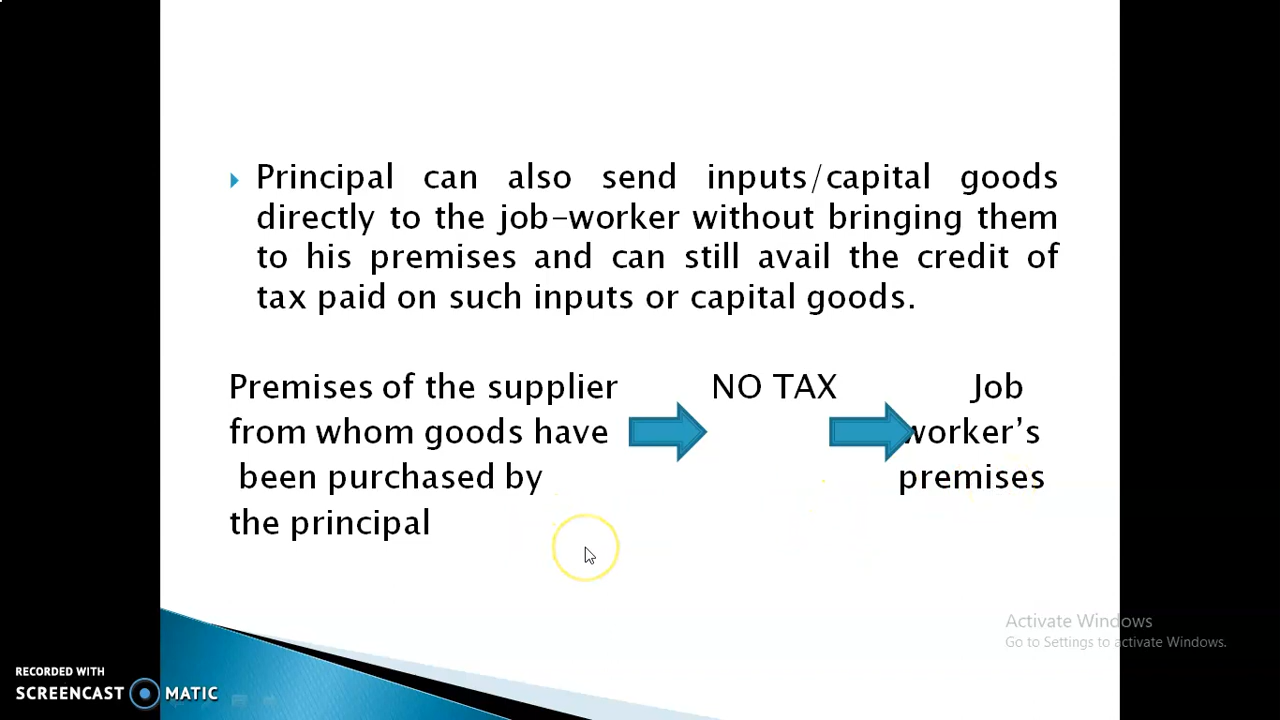 Principal can also send inputs/capital goods
directly to the job-worker without bringing them
to his premises and can still avail the credit of
tax paid on such inputs or capital goods.
Premises of the supplier NO TAX Job
from whom goods have worker's
been purchased by premises
the principal
Activate Windows
Go to Settings to activate Windows.
RECORDED WITH
SCREENCAST MATIC